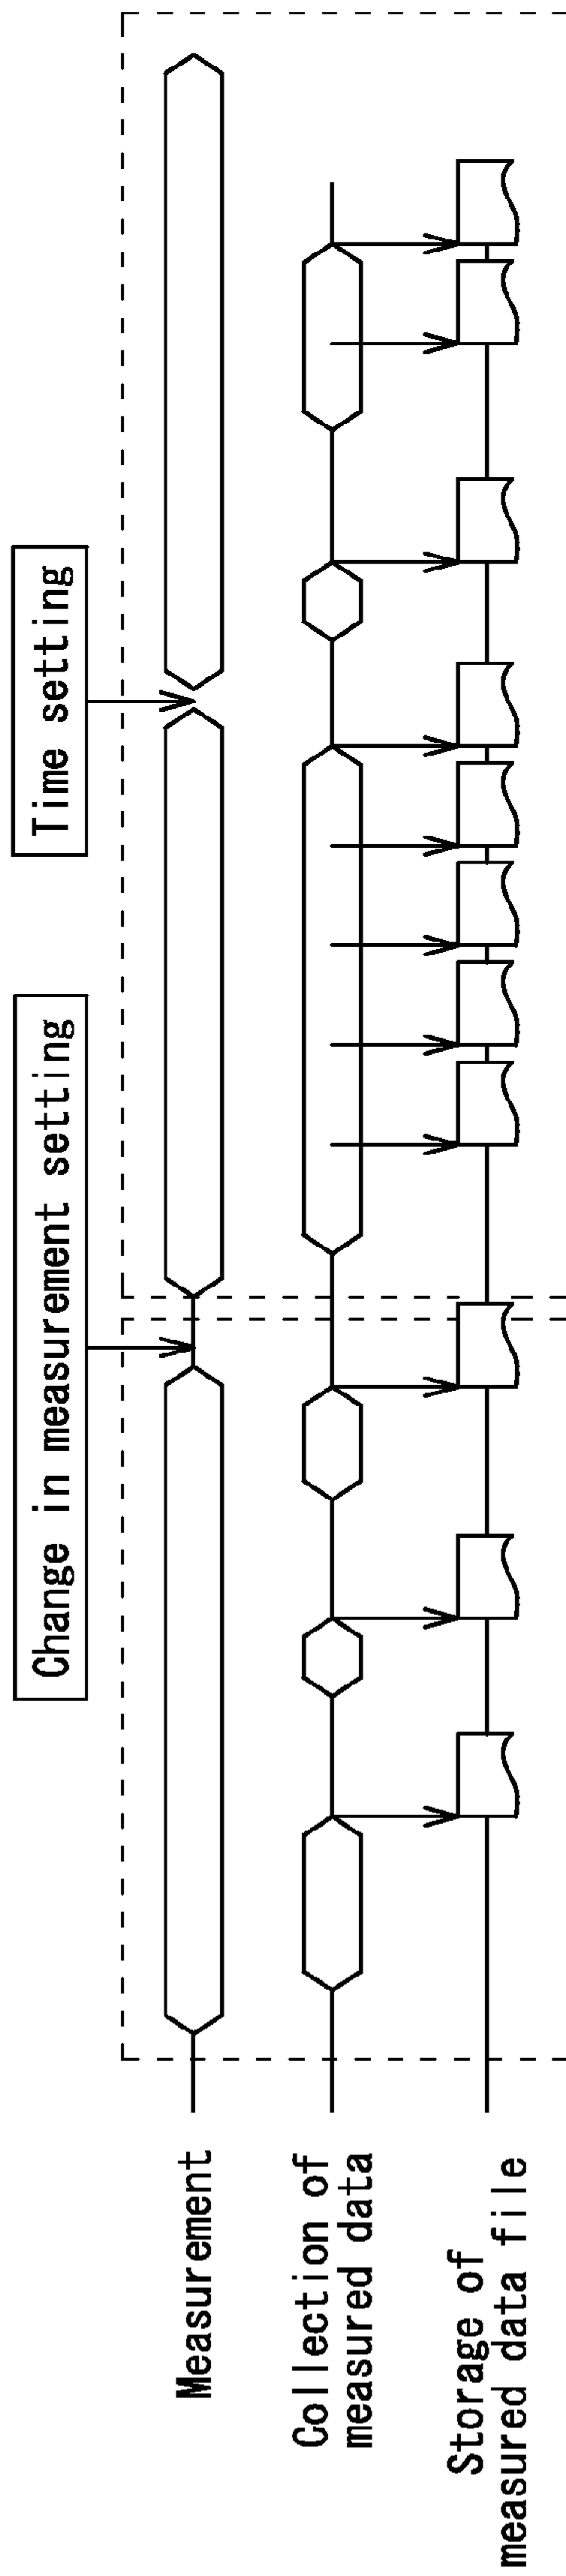 Change in measurement setting
Time setting
Measurement
Collection of
measured data
Storage of
measured data file